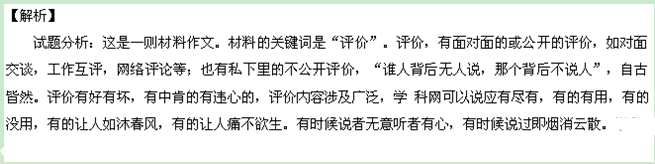 【解析】
试题分析：这是一则材料作文。材料的关键词是“评价”。评价，有面对面的或公开的评价，如对面
交谈，工作互评，网络评论等；也有私下里的不公开评价，“谁人背后无人说，那个背后不说人”，自古
皆然。评价有好有坏，有中肯的有违心的，评价内容涉及广泛，学 科网可以说应有尽有，有的有用，有的
没用，有的让人如沐春风，有的让人痛不欲生。有时候说者无意听者有心，有时候说过即烟消云散。